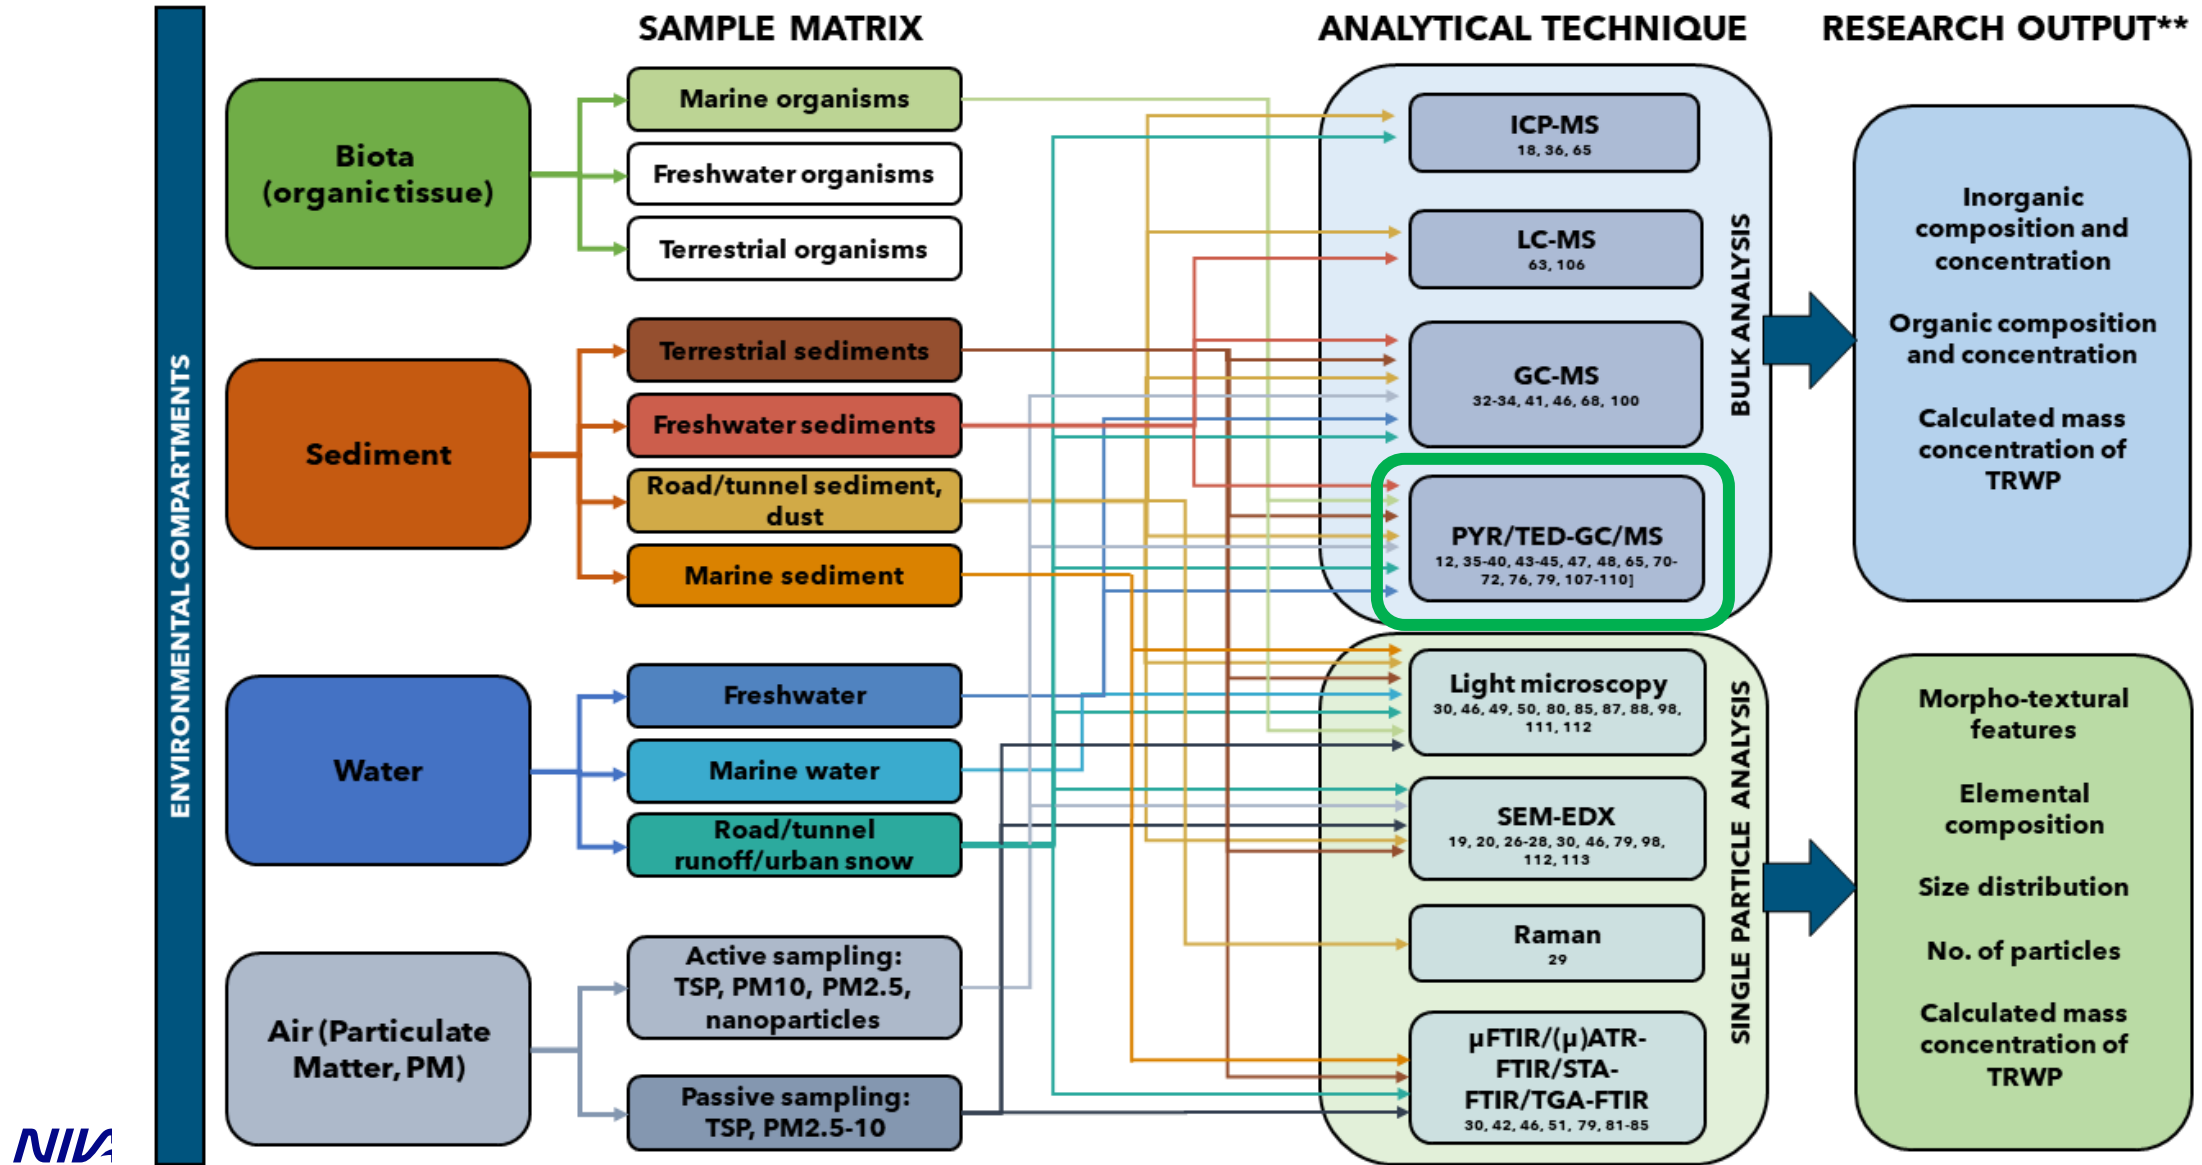 SAMPLE MATRIX
ANALYTICAL TECHNIQUE
RESEARCH OUTPUT**
ENVIRONMENTAL COMPARTMENTS
Biota
(organic tissue)
Marine organisms
Freshwater organisms
Terrestrial organisms
Sediment
Terrestrial sediments
Freshwater sediments
Road/tunnel sediment,
dust
Marine sediment
Water
Freshwater
Marine water
Road/tunnel
runoff/urban snow
Air (Particulate
Matter, PM)
Active sampling:
TSP, PM10, PM2.5,
nanoparticles
Passive sampling:
TSP, PM2.5-10
BULK ANALYSIS
ICP-MS
18, 36, 65
LC-MS
63, 106
GC-MS
32-34, 41, 46, 68, 100
PYR/TED-GC/MS
12, 35-40, 43-45, 47, 48, 65, 70-
72, 76, 79, 107-110]
SINGLE PARTICLE ANALYSIS
Light microscopy
30, 46, 49, 50, 80, 85, 87, 88, 98,
111, 112
SEM-EDX
19, 20, 26-28, 30, 46, 79, 98,
112, 113
Raman
29
µFTIR/(µ)ATR-
FTIR/STA-
FTIR/TGA-FTIR
30, 42, 46, 51, 79, 81-85
Inorganic
composition and
concentration
Organic composition
and concentration
Calculated mass
concentration of
TRWP
Morpho-textural
features
Elemental
composition
Size distribution
No. of particles
Calculated mass
concentration of
TRWP
NIVA